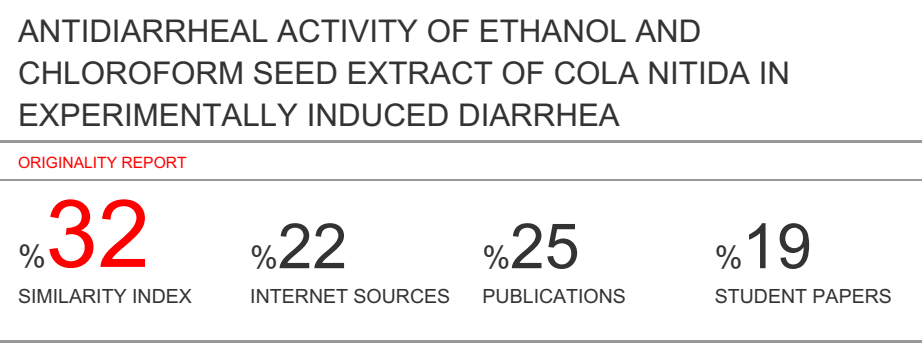 ANTIDIARRHEAL ACTIVITY OF ETHANOL AND
CHLOROFORM SEED EXTRACT OF COLA NITIDA IN
EXPERIMENTALLY INDUCED DIARRHEA
ORIGINALITY REPORT
%32 %22 %25 %19
SIMILARITY INDEX INTERNET SOURCES PUBLICATIONS STUDENT PAPERS